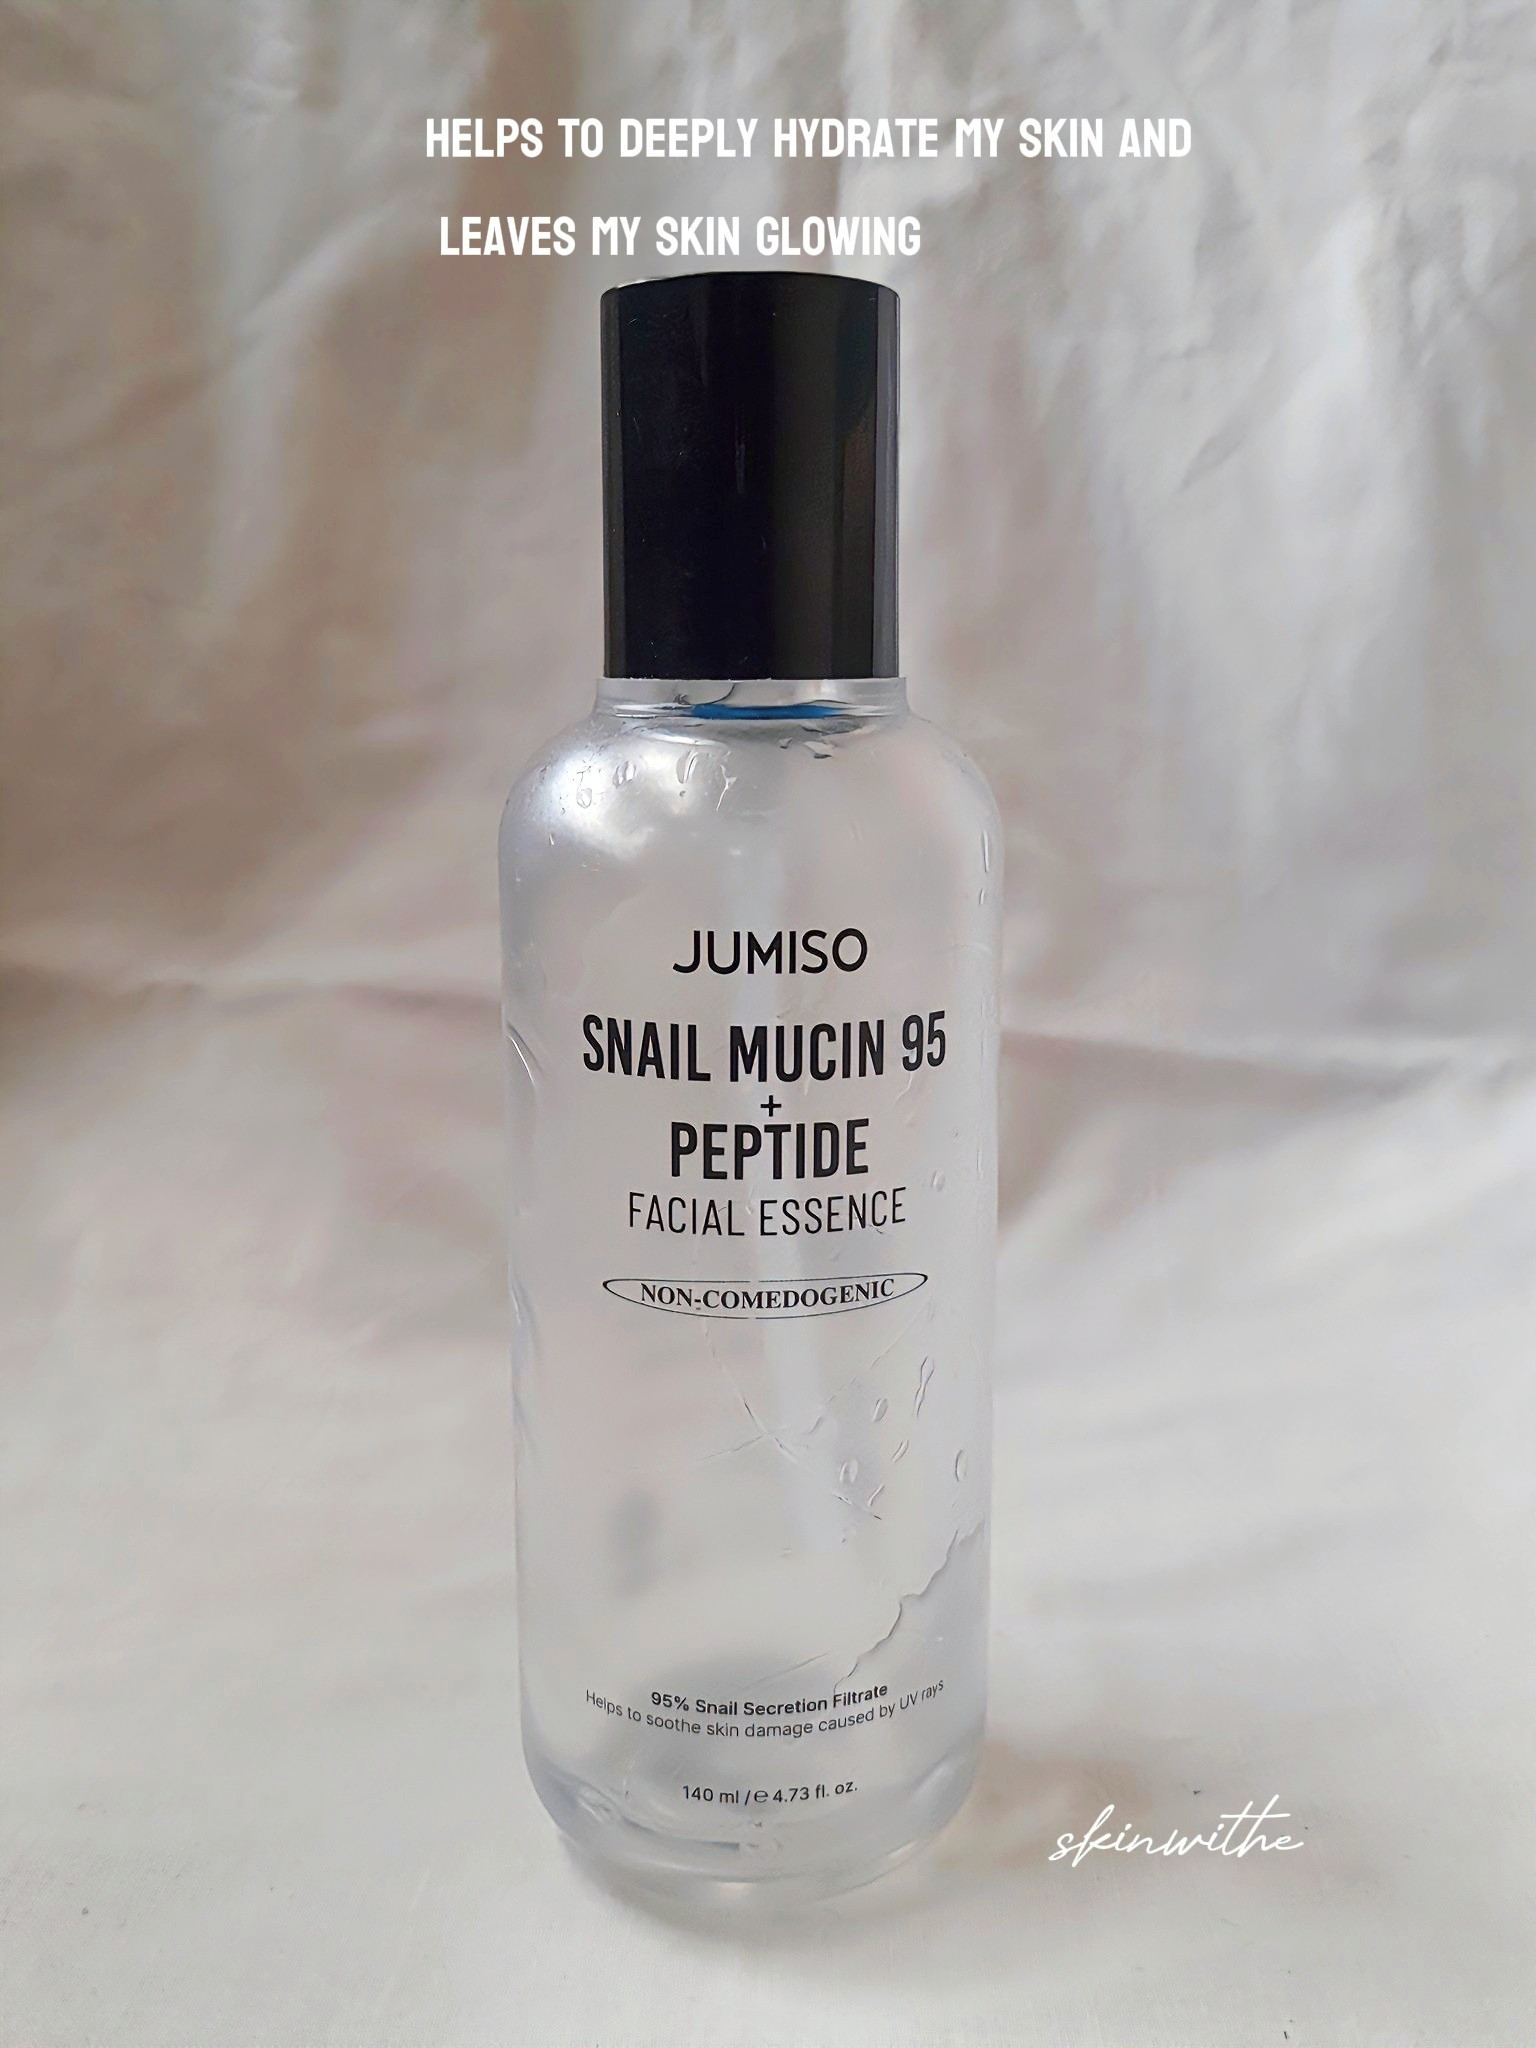 HELPS TO DEEPLY HYDRATE MY SKIN AND
LEAVES MY SKIN GLOWING
JUMISO
SNAIL MUCIN 95
+
PEPTIDE
FACIAL ESSENCE
NON-COMEDOGENIC
95% Snail Secretion Filtrate
Helps to soothe skin damage caused by UV rays
140 ml / ℮ 4.73 fl. oz.
skinwithe